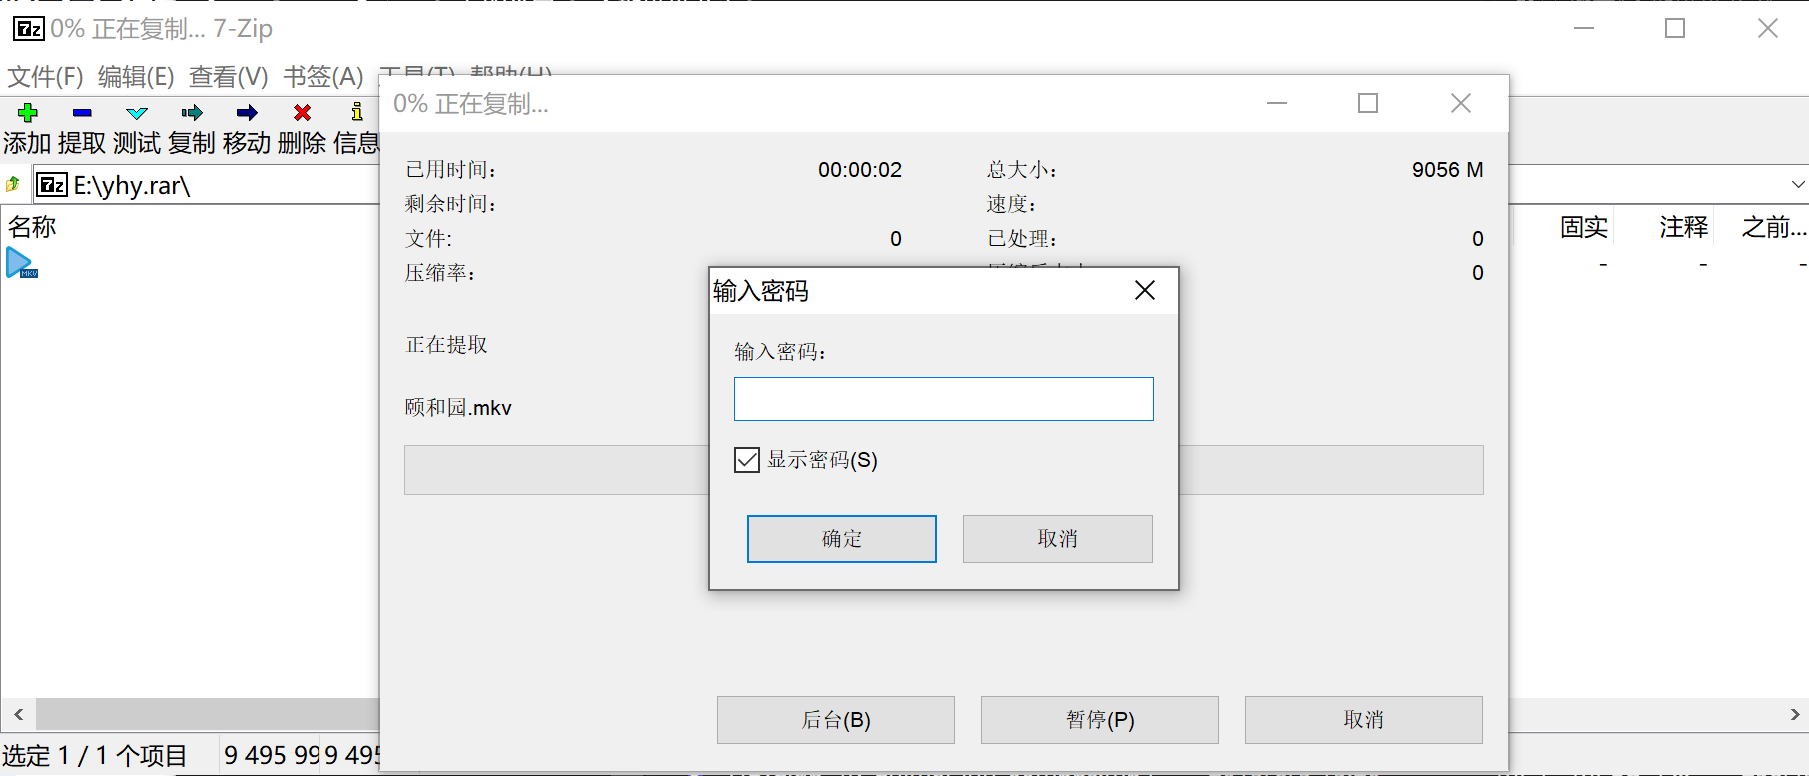 0% 正在复制... 7-Zip
文件(F) 编辑(E) 查看(V) 书签(A) 工具(T) 帮助(H)
添加 提取 测试 复制 移动 删除 信息
E:\yhy.rar\
名称
固实 注释 之前...
MKV
- - -
选定 1 / 1 个项目 9 495 99 9 495
0% 正在复制...
已用时间: 00:00:02 总大小: 9056 M
剩余时间: 速度:
文件: 0 已处理: 0
压缩率: 0
正在提取
颐和园.mkv
输入密码
输入密码:
显示密码(S)
确定 取消
后台(B) 暂停(P) 取消